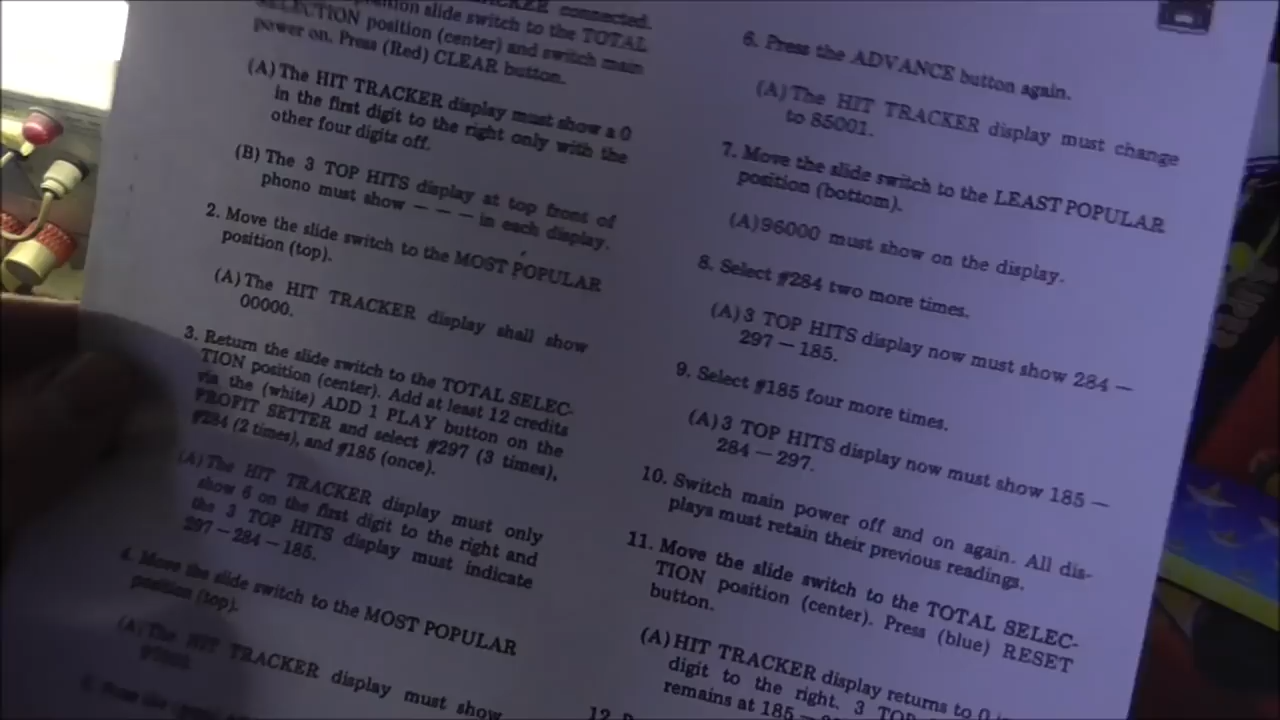 TRACKER connected.
slide switch to the TOTAL
SELECTION position (center) and switch main
power on. Press (Red) CLEAR button.
(A) The HIT TRACKER display must show a 0
in the first digit to the right only with the
other four digits off.
(B) The 3 TOP HITS display at top front of
phono must show — — — in each display.
2. Move the slide switch to the MOST POPULAR
position (top).
(A) The HIT TRACKER display shall show
00000.
3. Return the slide switch to the TOTAL SELEC-
TION position (center). Add at least 12 credits
via the (white) ADD 1 PLAY button on the
PROFIT SETTER and select #297 (3 times),
#284 (2 times), and #185 (once).
(A) The HIT TRACKER display must only
show 6 on the first digit to the right and
the 3 TOP HITS display must indicate
297 — 284 — 185.
4. Move the slide switch to the MOST POPULAR
position (top).
(A) The HIT TRACKER display must show
6. Press the ADVANCE button again.
(A) The HIT TRACKER display must change
to 85001.
7. Move the slide switch to the LEAST POPULAR
position (bottom).
(A) 96000 must show on the display.
8. Select #284 two more times.
(A) 3 TOP HITS display now must show 284 —
297 — 185.
9. Select #185 four more times.
(A) 3 TOP HITS display now must show 185 —
284 — 297.
10. Switch main power off and on again. All dis-
plays must retain their previous readings.
11. Move the slide switch to the TOTAL SELEC-
TION position (center). Press (blue) RESET
button.
(A) HIT TRACKER display returns to 0
digit to the right. 3 TOP
remains at 185 —
12.